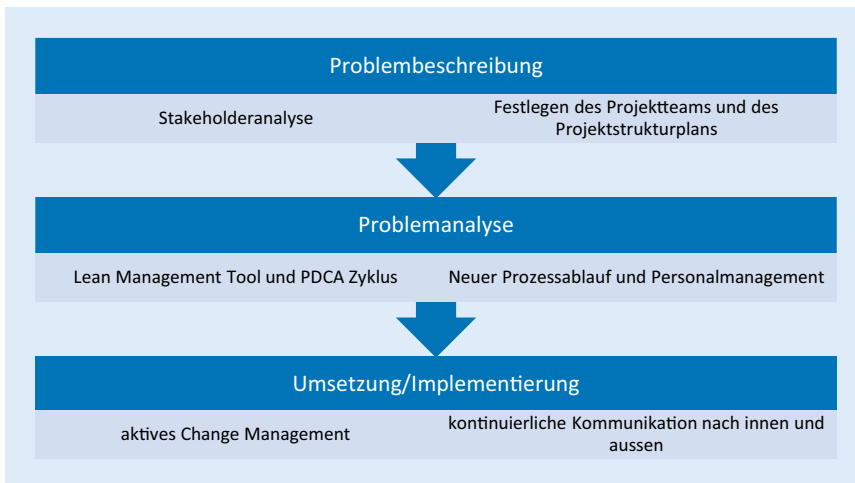 Problembeschreibung
Stakeholderanalyse
Festlegen des Projektteams und des
Projektstrukturplans
Problemanalyse
Lean Management Tool und PDCA Zyklus
Neuer Prozessablauf und Personalmanagement
Umsetzung/Implementierung
aktives Change Management
kontinuierliche Kommunikation nach innen und
aussen